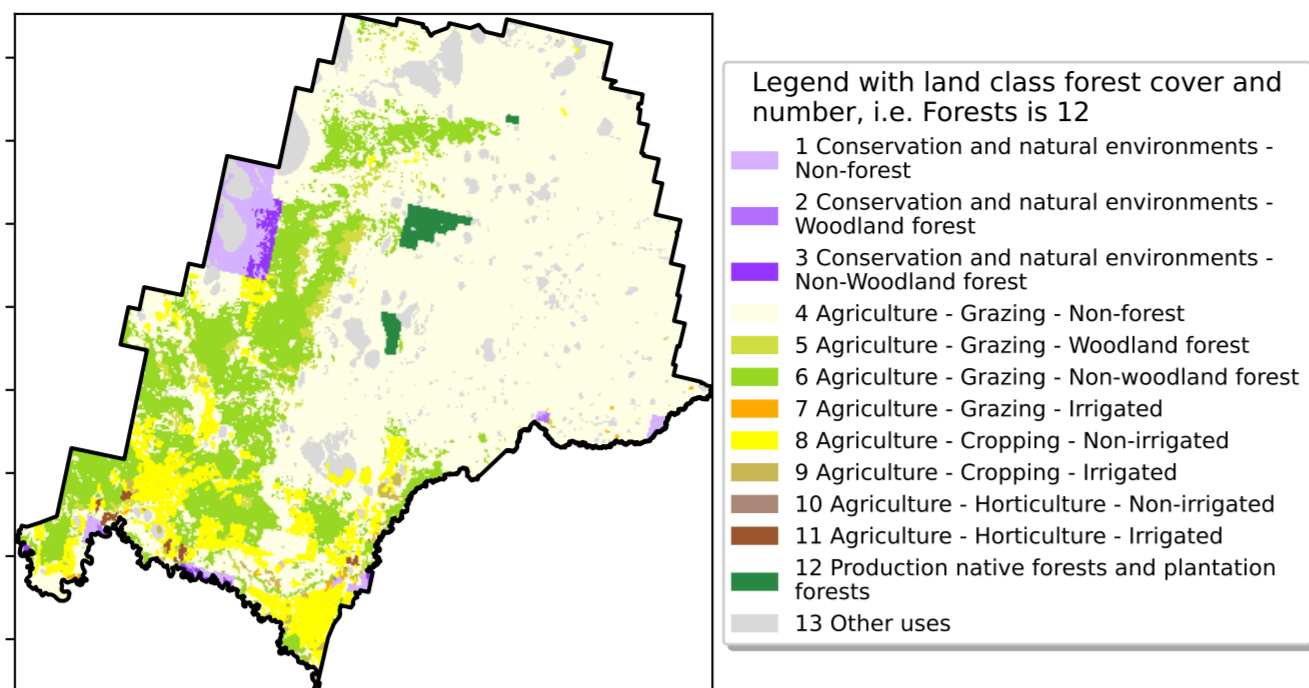 Legend with land class forest cover and
number, i.e. Forests is 12
1 Conservation and natural environments -
Non-forest
2 Conservation and natural environments -
Woodland forest
3 Conservation and natural environments -
Non-Woodland forest
4 Agriculture - Grazing - Non-forest
5 Agriculture - Grazing - Woodland forest
6 Agriculture - Grazing - Non-woodland forest
7 Agriculture - Grazing - Irrigated
8 Agriculture - Cropping - Non-irrigated
9 Agriculture - Cropping - Irrigated
10 Agriculture - Horticulture - Non-irrigated
11 Agriculture - Horticulture - Irrigated
12 Production native forests and plantation
forests
13 Other uses